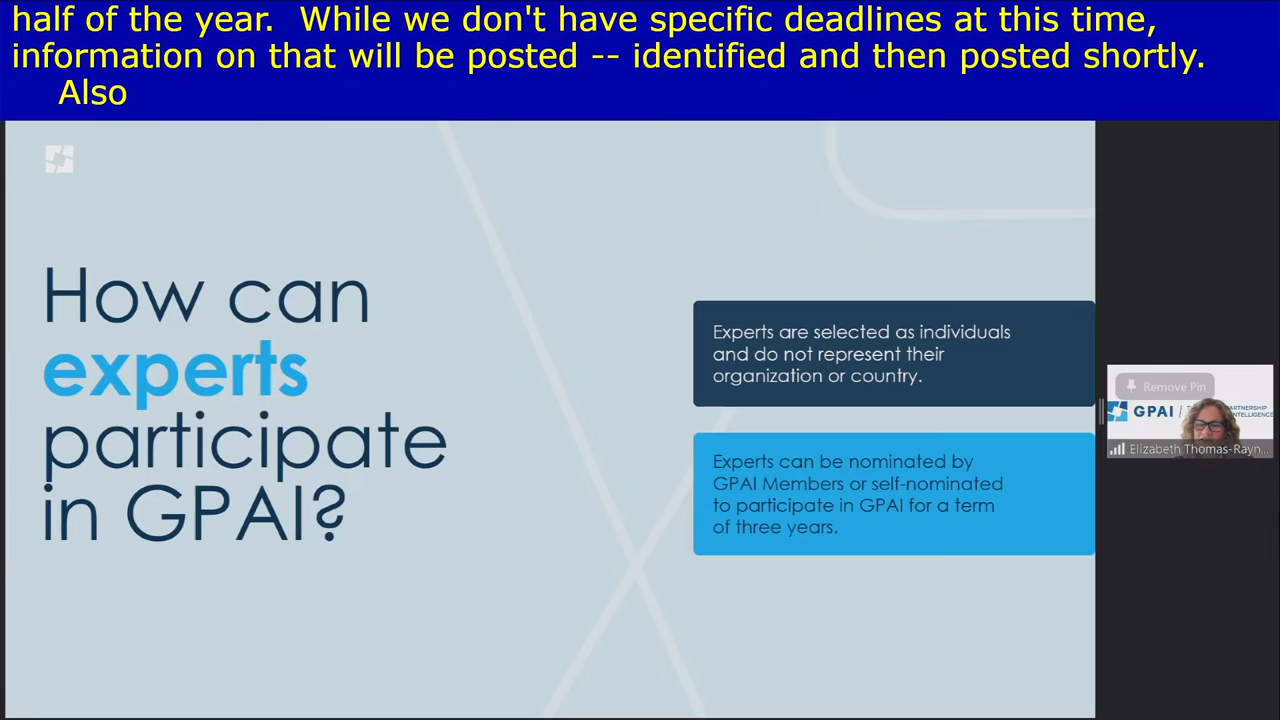 half of the year.  While we don't have specific deadlines at this time,
information on that will be posted -- identified and then posted shortly.
Also
How can
experts
participate
in GPAI?
Experts are selected as individuals
and do not represent their
organization or country.
Experts can be nominated by
GPAI Members or self-nominated
to participate in GPAI for a term
of three years.
Remove Pin
GPAI
Elizabeth Thomas-Rayn...